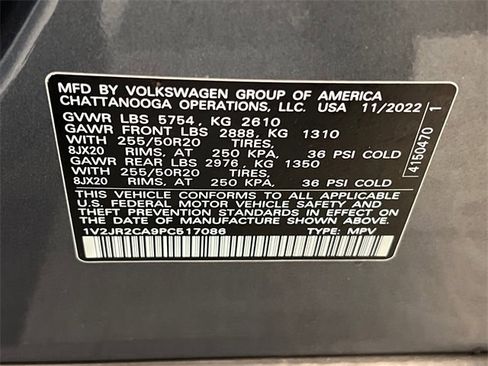 MFD BY VOLKSWAGEN GROUP OF AMERICA
CHATTANOOGA OPERATIONS, LLC. USA 11/2022
GVWR LBS 5754, KG 2610
GAWR FRONT LBS 2888, KG 1310
WITH 255/50R20 TIRES,
8JX20 RIMS, AT 250 KPA, 36 PSI COLD
GAWR REAR LBS 2976, KG 1350
WITH 255/50R20 TIRES,
8JX20 RIMS, AT 250 KPA, 36 PSI COLD
THIS VEHICLE CONFORMS TO ALL APPLICABLE
U.S. FEDERAL MOTOR VEHICLE SAFETY AND THEFT
PREVENTION STANDARDS IN EFFECT ON THE
DATE OF MANUFACTURE SHOWN ABOVE.
1V2JR2CA9PC517086 TYPE: MPV
4150470 1